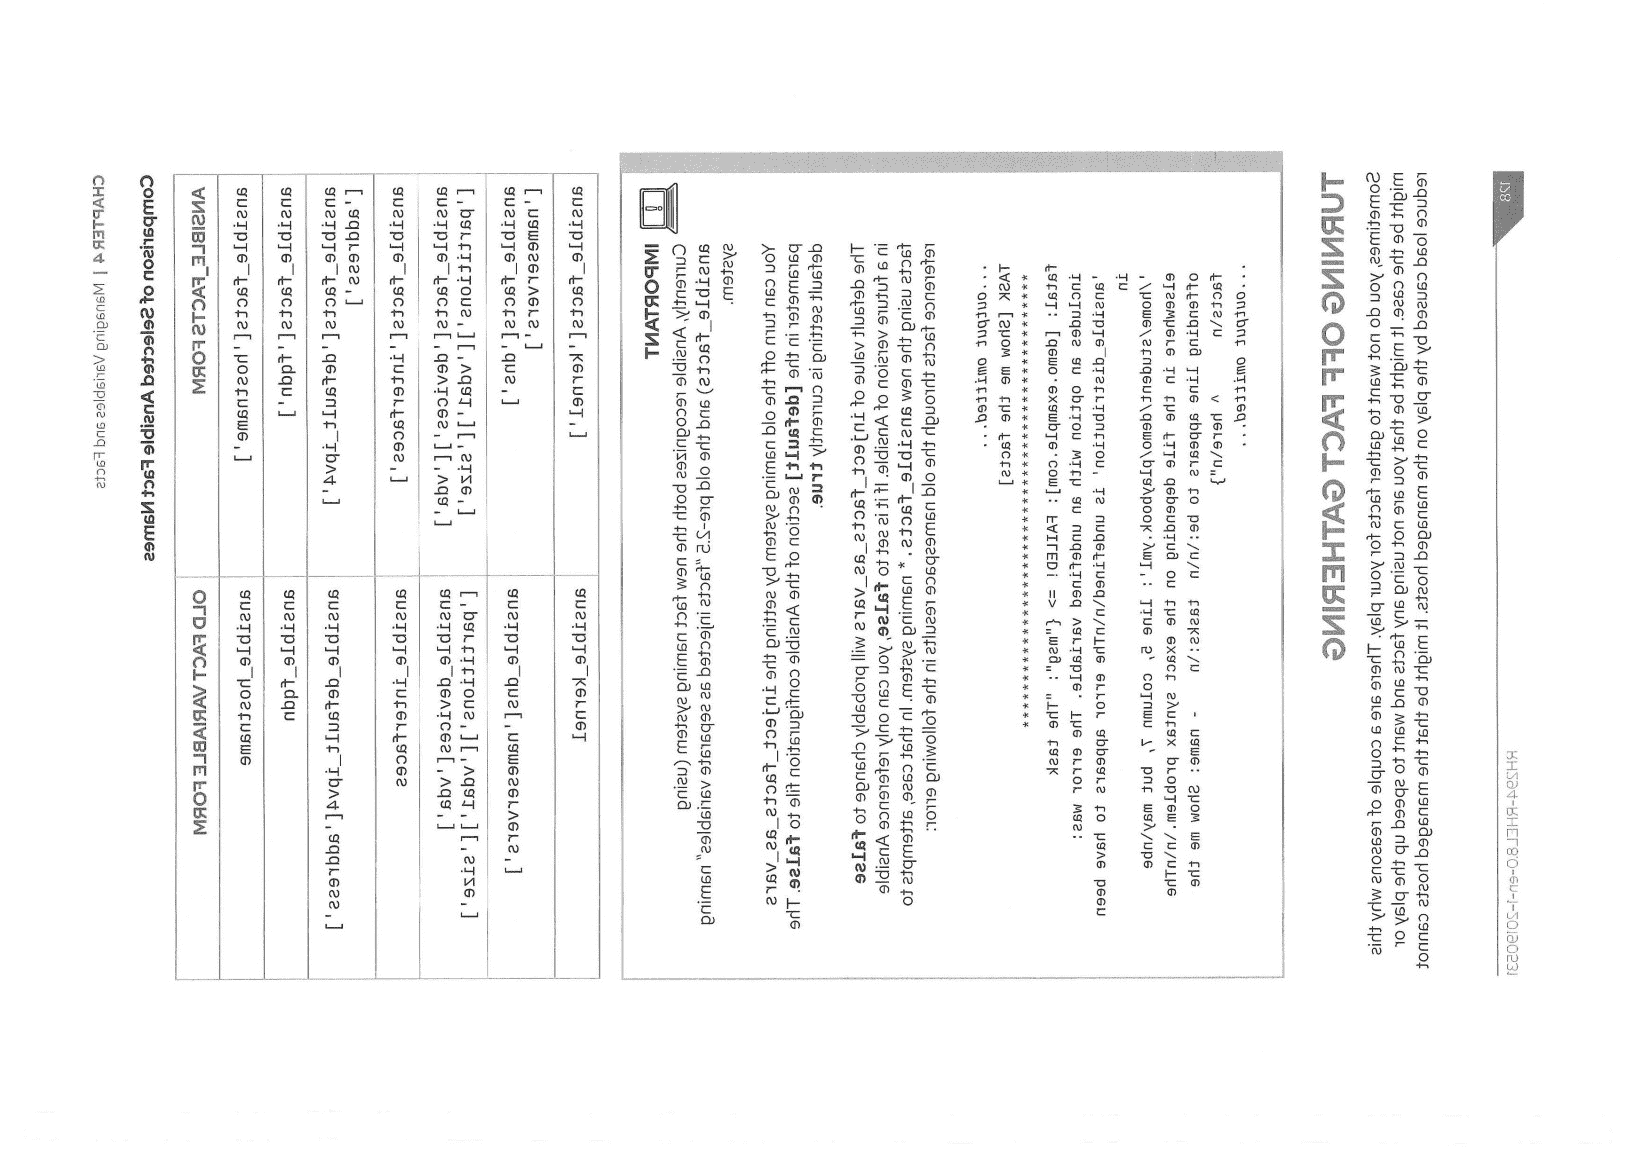 CHAPTER 4 | Managing Variables and Facts
Comparison of Selected Ansible Fact Names
ANSIBLE_FACTS FORM OLD FACT VARIABLE FORM
ansible_facts['hostname'] ansible_hostname
ansible_facts['fqdn'] ansible_fqdn
ansible_facts['default_ipv4'] ansible_default_ipv4['address']
['address']
ansible_facts['interfaces'] ansible_interfaces
ansible_facts['devices']['vda'] ansible_devices['vda']
['partitions']['vda1']['size'] ['partitions']['vda1']['size']
ansible_facts['dns'] ansible_dns['nameservers']
['nameservers']
ansible_facts['kernel'] ansible_kernel
IMPORTANT
Currently, Ansible recognizes both the new fact naming system (using
ansible_facts) and the old pre-2.5 "facts injected as separate variables" naming
system.
You can turn off the old naming system by setting the inject_facts_as_vars
parameter in the [default] section of the Ansible configuration file to false. The
default setting is currently true.
The default value of inject_facts_as_vars will probably change to false
in a future version of Ansible. If it is set to false, you can only reference Ansible
facts using the new ansible_facts.* naming system. In that case, attempts to
reference facts through the old namespace results in the following error:
...output omitted...
TASK [Show me the facts]
***************************************************
fatal: [demo.example.com]: FAILED! => {"msg": "The task
includes an option with an undefined variable. The error was:
'ansible_distribution' is undefined\n\nThe error appears to have been
in
'/home/student/demo/playbook.yml': line 5, column 7, but may\nbe
elsewhere in the file depending on the exact syntax problem.\n\nThe
offending line appears to be:\n\n tasks:\n - name: Show me the
facts\n ^ here\n"}
...output omitted...
TURNING OFF FACT GATHERING
Sometimes, you do not want to gather facts for your play. There are a couple of reasons why this
might be the case. It might be that you are not using any facts and want to speed up the play or
reduce load caused by the play on the managed hosts. It might be that the managed hosts cannot
138 RH294-RHEL8.0-en-1-20190531